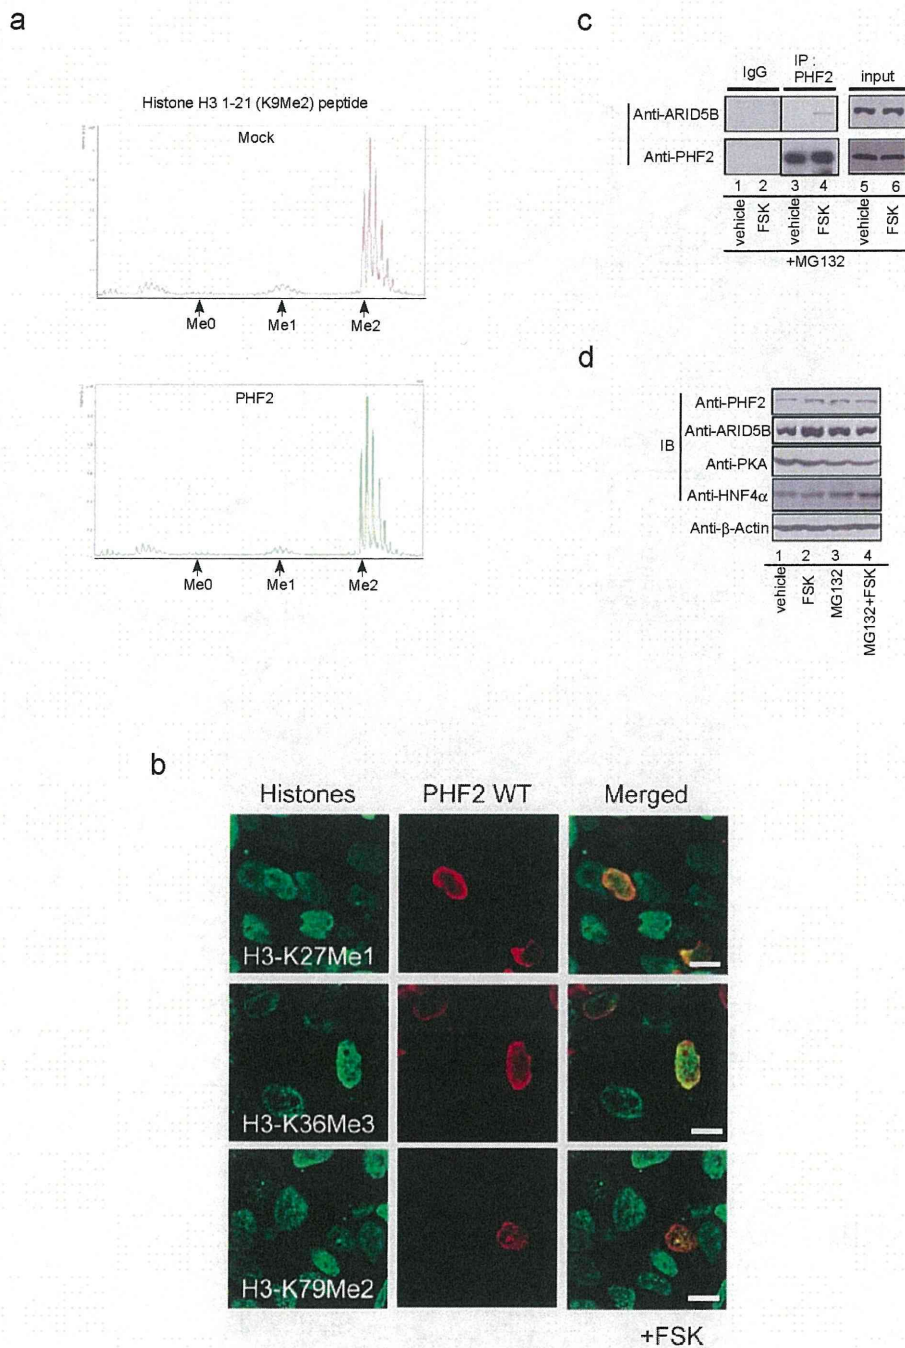 a
Histone H3 1-21 (K9Me2) peptide
Mock
Me0 Me1 Me2
PHF2
Me0 Me1 Me2
c
IgG IP : PHF2 input
Anti-ARID5B
Anti-PHF2
1 2 3 4 5 6
vehicle FSK vehicle FSK vehicle FSK
+MG132
d
IB
Anti-PHF2
Anti-ARID5B
Anti-PKA
Anti-HNF4α
Anti-β-Actin
1 2 3 4
vehicle FSK MG132 MG132+FSK
b
Histones PHF2 WT Merged
H3-K27Me1
H3-K36Me3
H3-K79Me2
+FSK